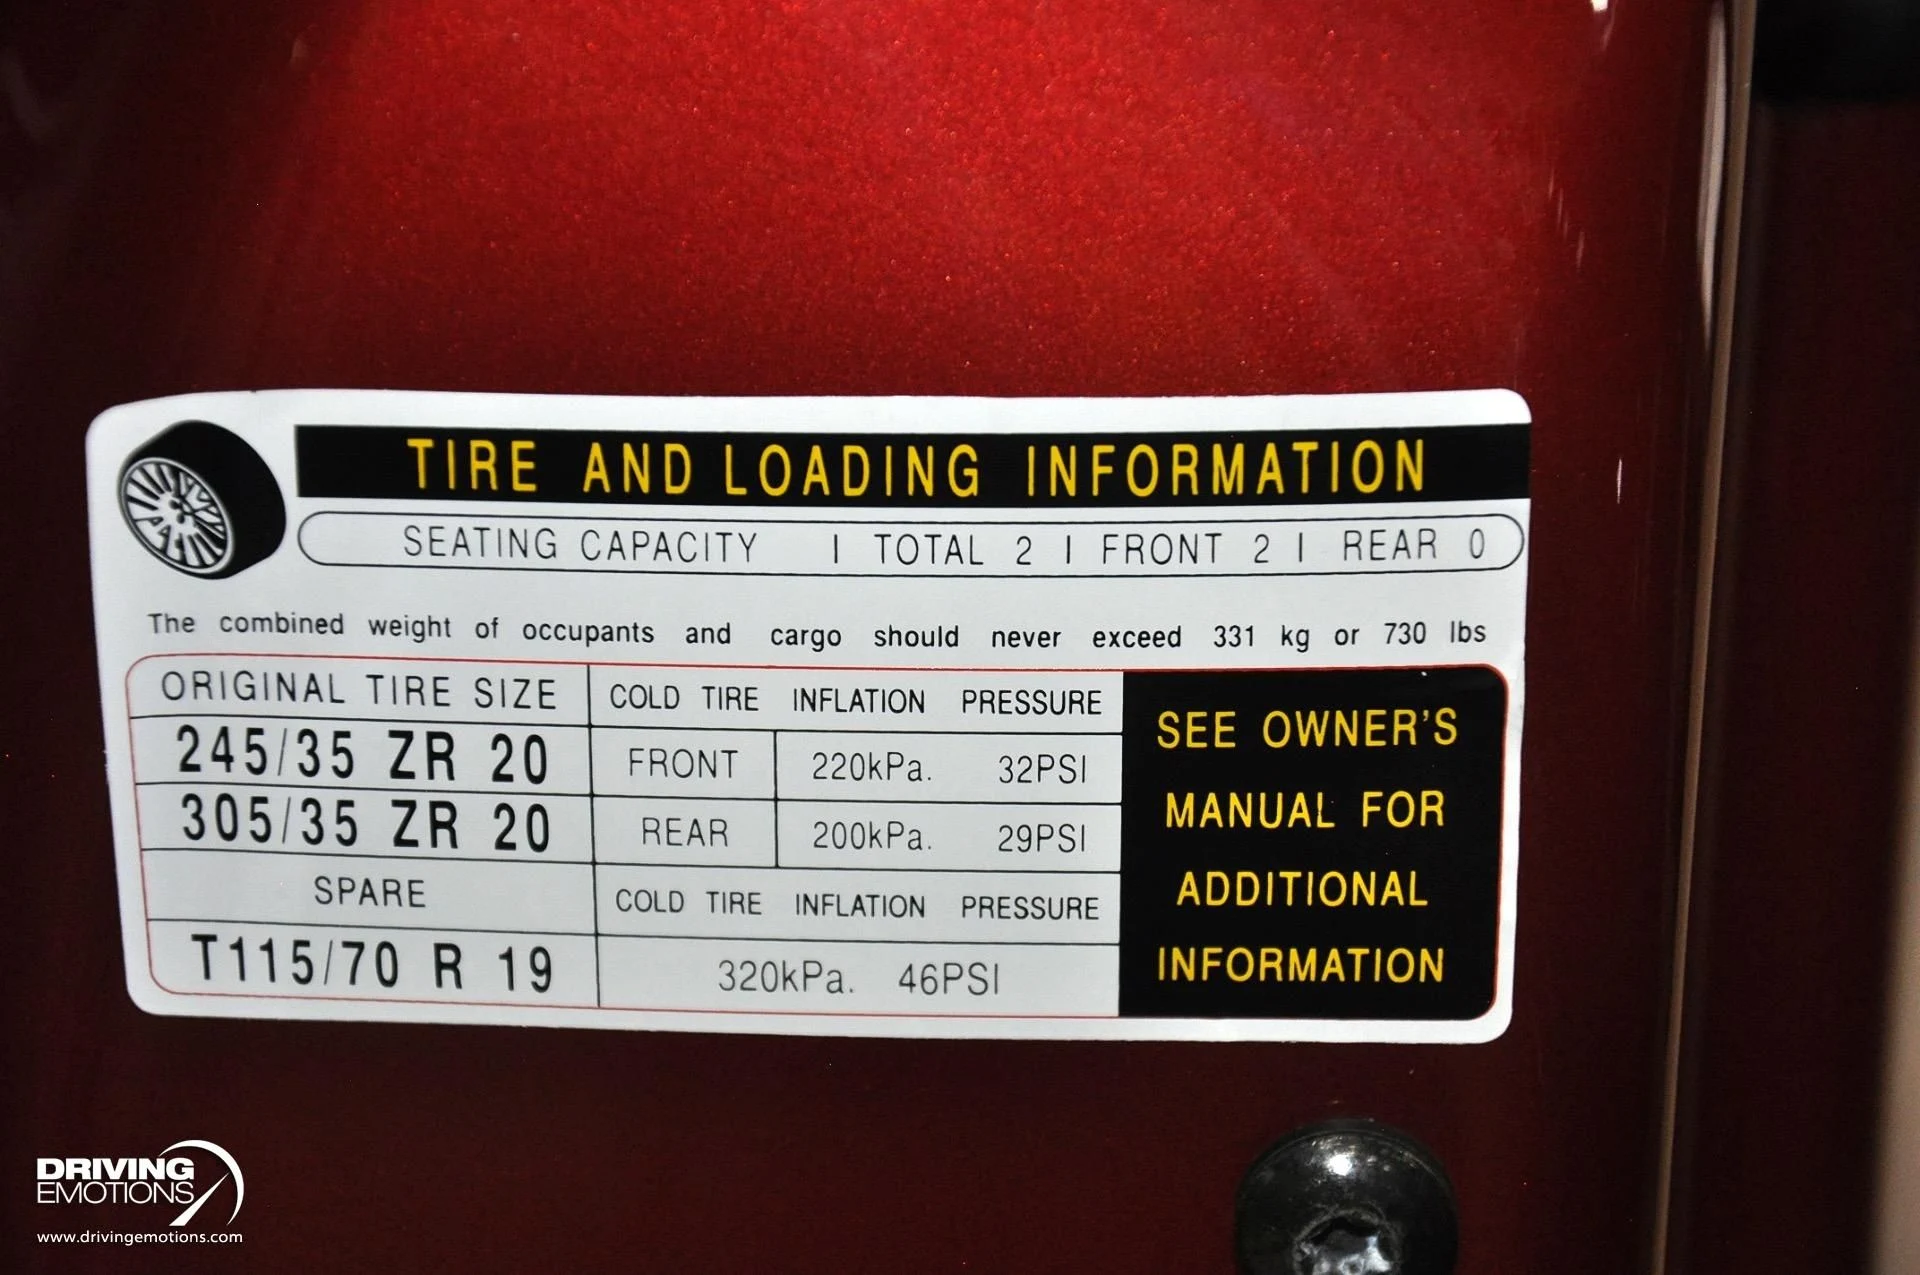 TIRE AND LOADING INFORMATION
SEATING CAPACITY | TOTAL 2 | FRONT 2 | REAR 0
The combined weight of occupants and cargo should never exceed 331 kg or 730 lbs
ORIGINAL TIRE SIZE COLD TIRE INFLATION PRESSURE
245/35 ZR 20 FRONT 220kPa. 32PSI
305/35 ZR 20 REAR 200kPa. 29PSI
SPARE COLD TIRE INFLATION PRESSURE
T115/70 R 19 320kPa. 46PSI
SEE OWNER'S
MANUAL FOR
ADDITIONAL
INFORMATION
DRIVING
EMOTIONS
www.drivingemotions.com